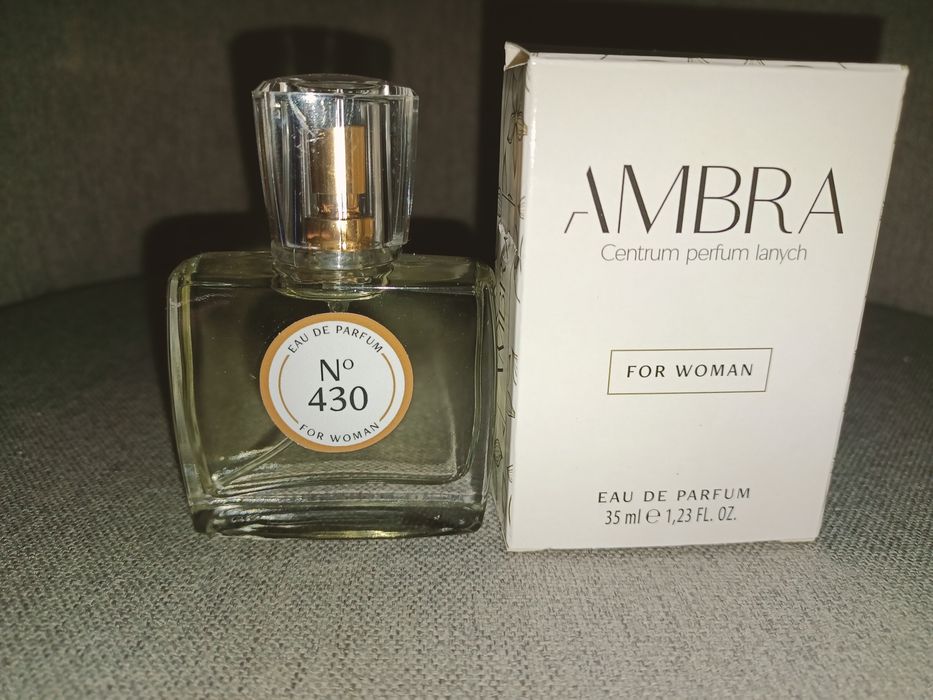 EAU DE PARFUM
Nº
430
FOR WOMAN
AMBRA
Centrum perfum lanych
FOR WOMAN
EAU DE PARFUM
35 ml ℮ 1,23 FL. OZ.